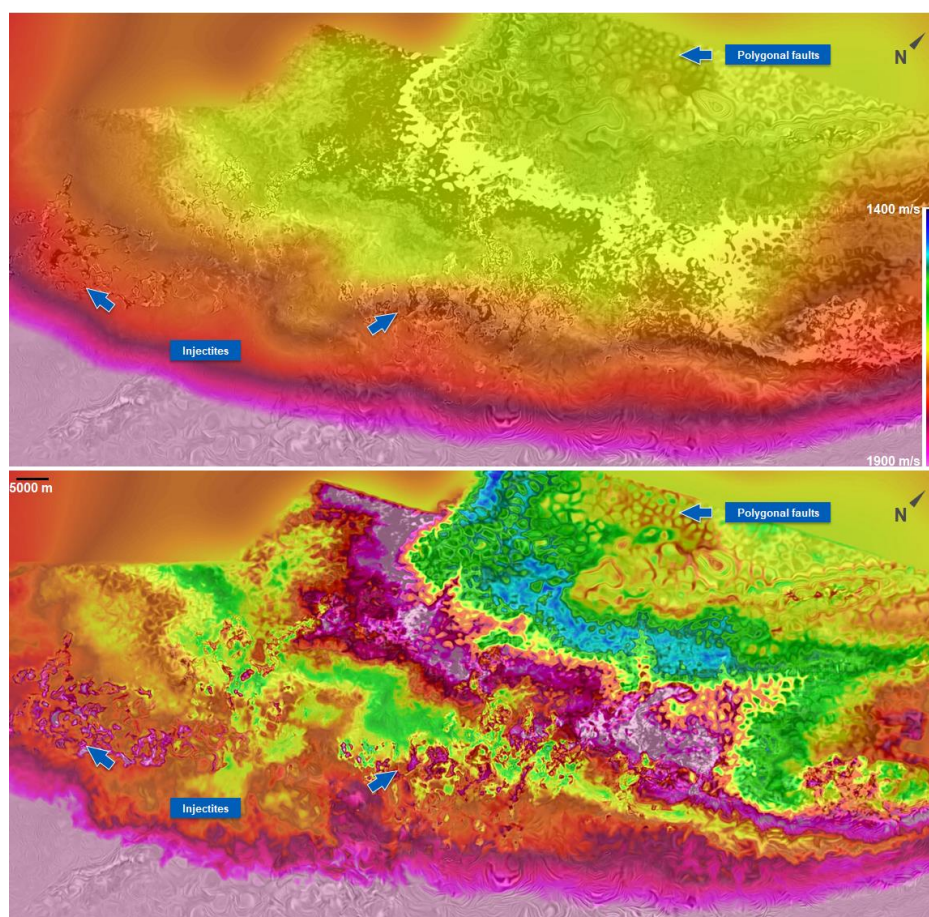 Polygonal faults
N
1400 m/s
Injectites
1900 m/s
5000 m
Polygonal faults
N
Injectites